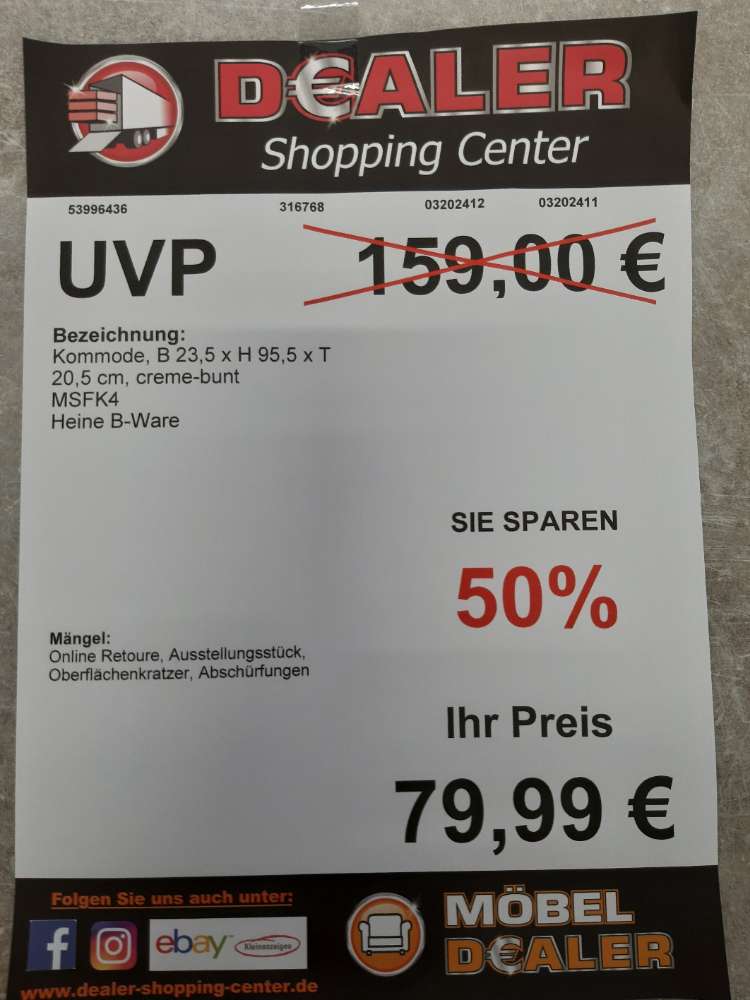 D€ALER
Shopping Center
53996436 316768 03202412 03202411
UVP 159,00 €
Bezeichnung:
Kommode, B 23,5 x H 95,5 x T
20,5 cm, creme-bunt
MSFK4
Heine B-Ware
SIE SPAREN
50%
Mängel:
Online Retoure, Ausstellungsstück,
Oberflächenkratzer, Abschürfungen
Ihr Preis
79,99 €
Folgen Sie uns auch unter:
f ebay Kleinanzeigen
MÖBEL
D€ALER
www.dealer-shopping-center.de